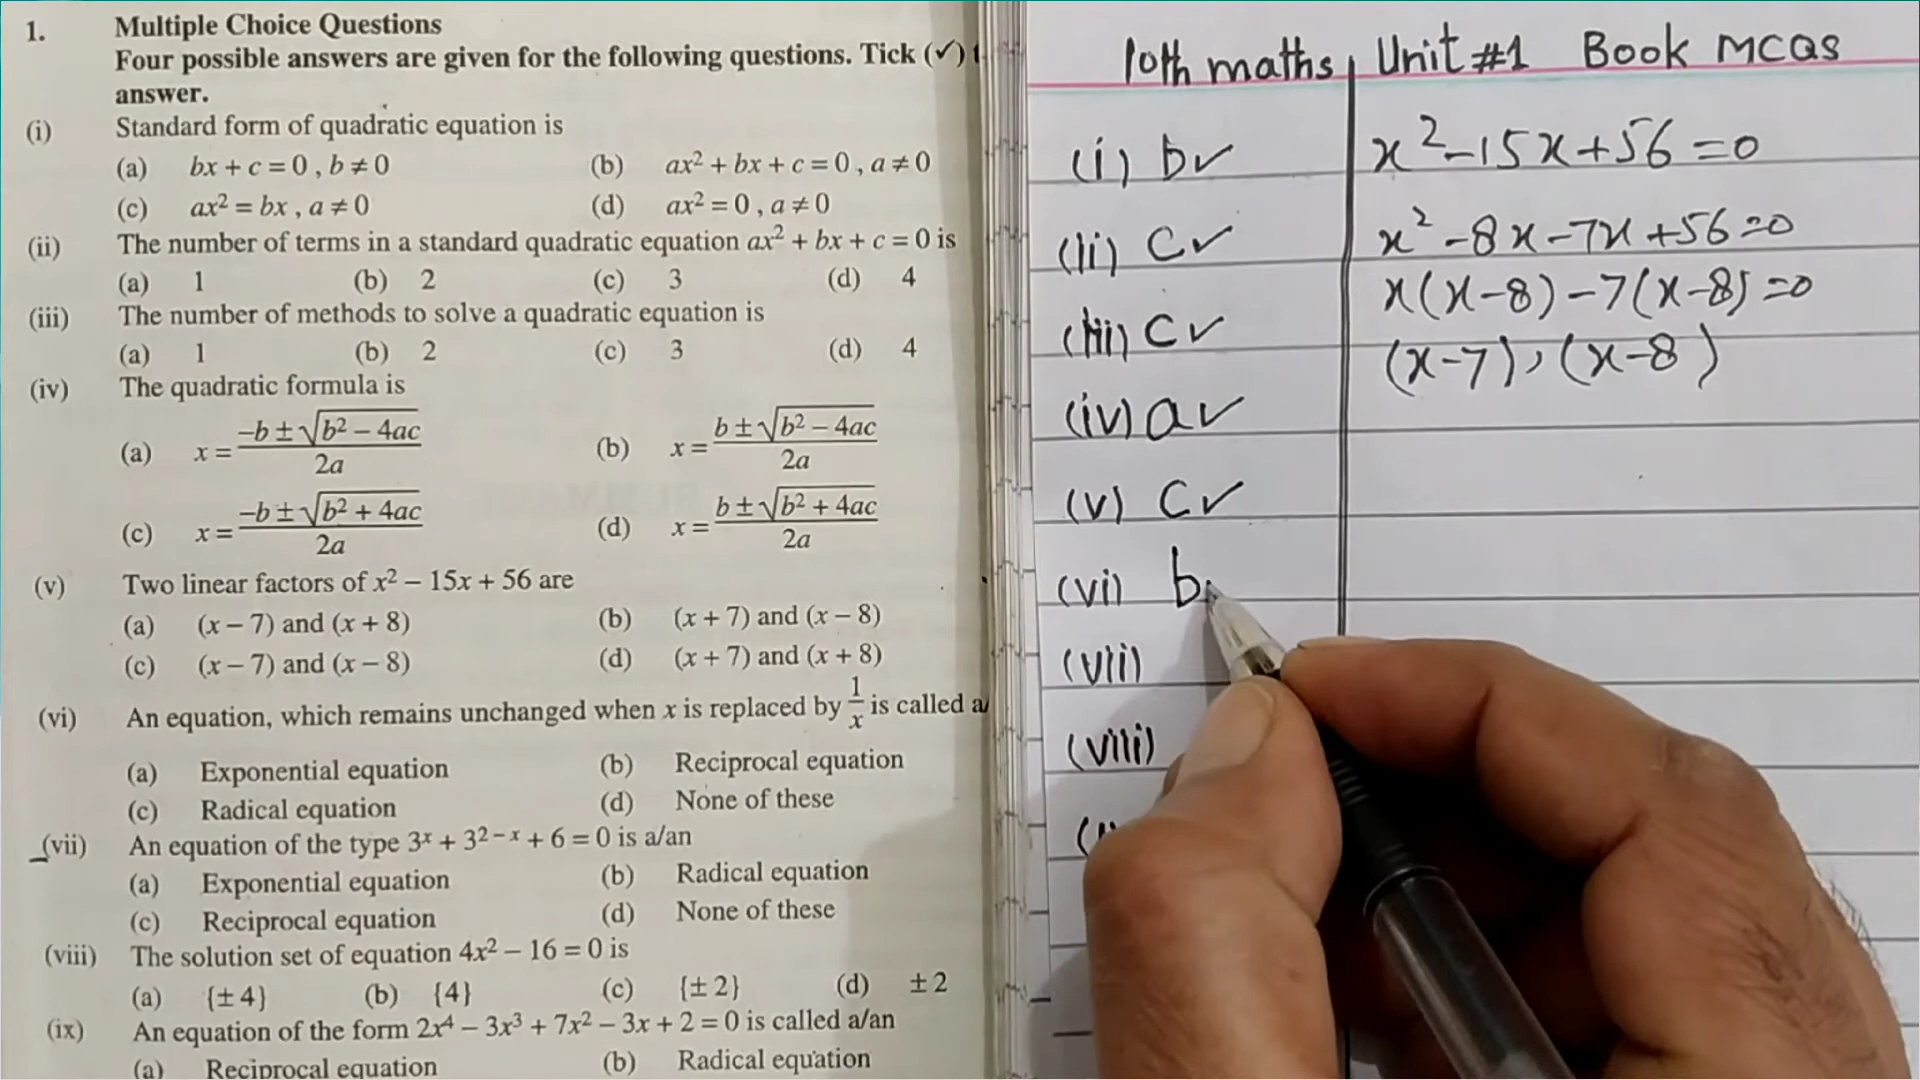 1. Multiple Choice Questions
Four possible answers are given for the following questions. Tick (✓)
answer.
(i) Standard form of quadratic equation is
(a) bx + c = 0 , b ≠ 0 (b) ax² + bx + c = 0 , a ≠ 0
(c) ax² = bx , a ≠ 0 (d) ax² = 0 , a ≠ 0
(ii) The number of terms in a standard quadratic equation ax² + bx + c = 0 is
(a) 1 (b) 2 (c) 3 (d) 4
(iii) The number of methods to solve a quadratic equation is
(a) 1 (b) 2 (c) 3 (d) 4
(iv) The quadratic formula is
(a) x = (-b ± √(b² – 4ac))/2a (b) x = (b ± √(b² – 4ac))/2a
(c) x = (-b ± √(b² + 4ac))/2a (d) x = (b ± √(b² + 4ac))/2a
(v) Two linear factors of x² – 15x + 56 are
(a) (x – 7) and (x + 8) (b) (x + 7) and (x – 8)
(c) (x – 7) and (x – 8) (d) (x + 7) and (x + 8)
(vi) An equation, which remains unchanged when x is replaced by 1/x is called a/
(a) Exponential equation (b) Reciprocal equation
(c) Radical equation (d) None of these
(vii) An equation of the type 3ˣ + 3²⁻ˣ + 6 = 0 is a/an
(a) Exponential equation (b) Radical equation
(c) Reciprocal equation (d) None of these
(viii) The solution set of equation 4x² – 16 = 0 is
(a) {± 4} (b) {4} (c) {± 2} (d) ± 2
(ix) An equation of the form 2x⁴ – 3x³ + 7x² – 3x + 2 = 0 is called a/an
(a) Reciprocal equation (b) Radical equation
10th maths, Unit #1 Book MCQS
(i) b✓
(ii) c✓
(iii) c✓
(iv) a✓
(v) c✓
(vi) b
(vii)
(viii)
x²-15x+56=0
x²-8x-7x+56=0
x(x-8)-7(x-8)=0
(x-7),(x-8)